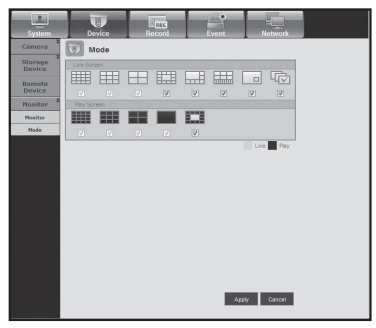 System
Device
REC
Record
Event
Network
Camera
Storage
Device
Remote
Device
Monitor
Monitor
Mode
Mode
Live Screen
Play Screen
Live
Play
Apply
Cancel